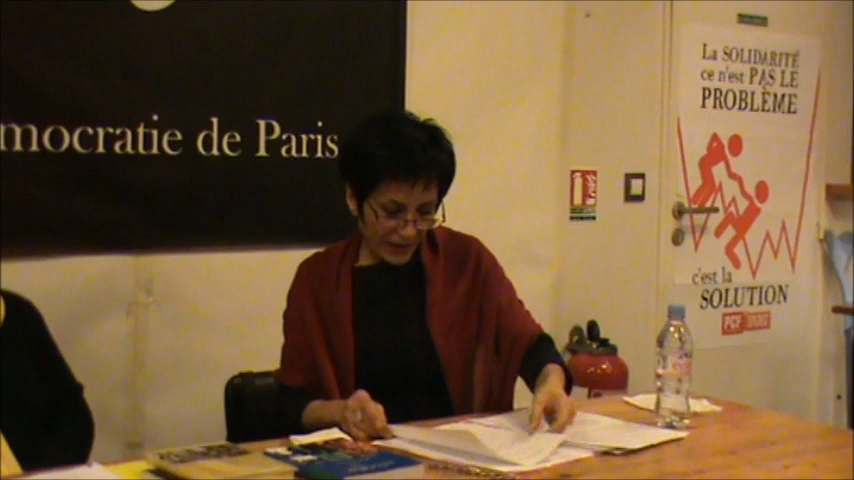 mocratie de Paris
La SOLIDARITÉ
ce n'est PAS LE
PROBLÈME
c'est la
SOLUTION
PCF